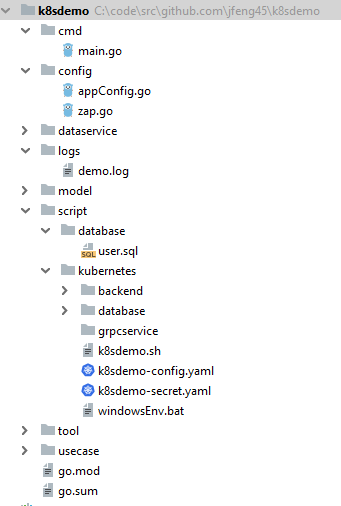 k8sdemo C:\code\src\github.com\jfeng45\k8sdemo
cmd
main.go
config
appConfig.go
zap.go
dataservice
logs
demo.log
model
script
database
user.sql
kubernetes
backend
database
grpcservice
k8sdemo.sh
k8sdemo-config.yaml
k8sdemo-secret.yaml
windowsEnv.bat
tool
usecase
go.mod
go.sum